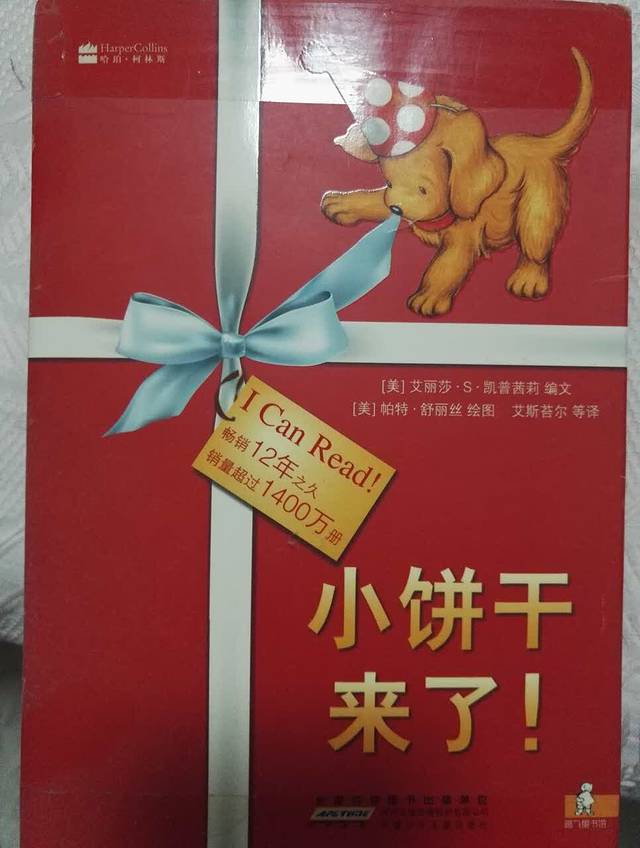 HarperCollins
哈珀·柯林斯
[美] 艾丽莎·S·凯普茜莉 编文
[美] 帕特·舒丽丝 绘图 艾斯苔尔 等译
I Can Read!
畅销12年之久
销量超过1400万册
小饼干
来了!